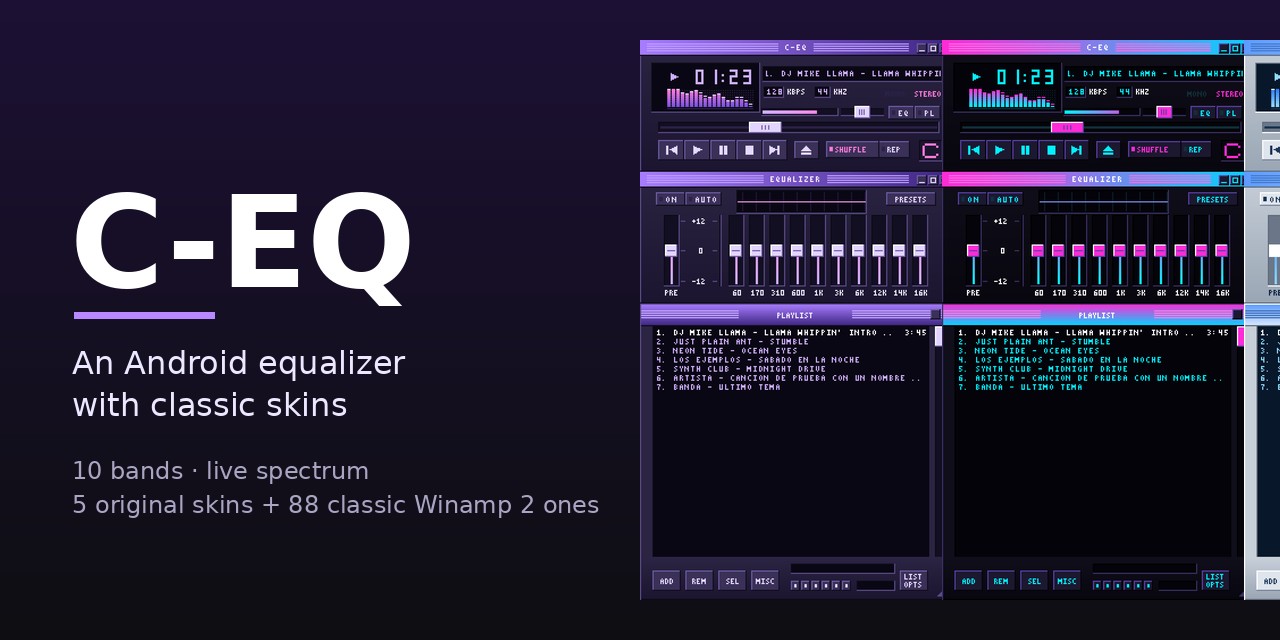 C-EQ
An Android equalizer
with classic skins
10 bands · live spectrum
5 original skins + 88 classic Winamp 2 ones
C-EQ
01:23
1. DJ MIKE LLAMA - LLAMA WHIPPIN
128 KBPS 44 KHZ
STEREO
EQ PL
SHUFFLE REP
EQUALIZER
ON AUTO PRESETS
+12
0
-12
PRE 60 170 310 600 1K 3K 6K 12K 14K 16K
PLAYLIST
1. DJ MIKE LLAMA - LLAMA WHIPPIN' INTRO .. 3:45
2. JUST PLAIN ANT - STUMBLE
3. NEON TIDE - OCEAN EYES
4. LOS EJEMPLOS - SABADO EN LA NOCHE
5. SYNTH CLUB - MIDNIGHT DRIVE
6. ARTISTA - CANCION DE PRUEBA CON UN NOMBRE ..
7. BANDA - ULTIMO TEMA
ADD REM SEL MISC LIST
OPTS
C-EQ
01:23
1. DJ MIKE LLAMA - LLAMA WHIPPIN
128 KBPS 44 KHZ
MONO STEREO
EQ PL
SHUFFLE REP
EQUALIZER
ON AUTO PRESETS
+12
0
-12
PRE 60 170 310 600 1K 3K 6K 12K 14K 16K
PLAYLIST
1. DJ MIKE LLAMA - LLAMA WHIPPIN' INTRO .. 3:45
2. JUST PLAIN ANT - STUMBLE
3. NEON TIDE - OCEAN EYES
4. LOS EJEMPLOS - SABADO EN LA NOCHE
5. SYNTH CLUB - MIDNIGHT DRIVE
6. ARTISTA - CANCION DE PRUEBA CON UN NOMBRE ..
7. BANDA - ULTIMO TEMA
ADD REM SEL MISC LIST
OPTS
ON
1.
2.
3.
4.
5.
6.
7.
ADD